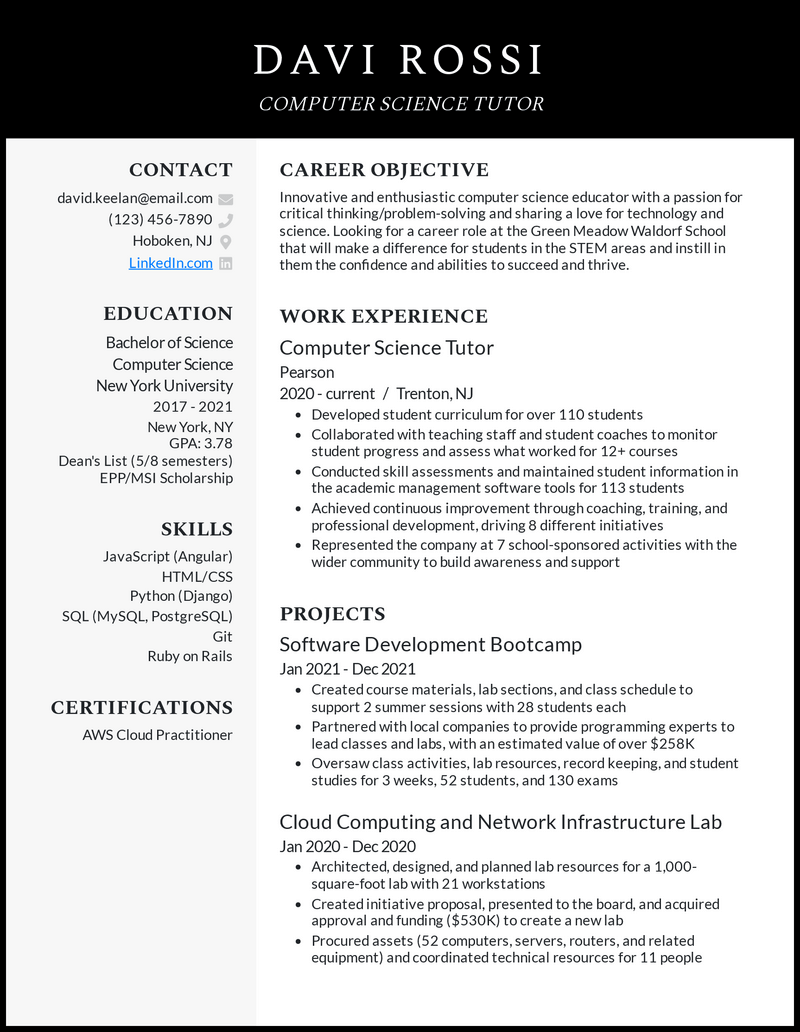 DAVI ROSSI
COMPUTER SCIENCE TUTOR
CONTACT
david.keelan@email.com
(123) 456-7890
Hoboken, NJ
LinkedIn.com
EDUCATION
Bachelor of Science
Computer Science
New York University
2017 - 2021
New York, NY
GPA: 3.78
Dean's List (5/8 semesters)
EPP/MSI Scholarship
SKILLS
JavaScript (Angular)
HTML/CSS
Python (Django)
SQL (MySQL, PostgreSQL)
Git
Ruby on Rails
CERTIFICATIONS
AWS Cloud Practitioner
CAREER OBJECTIVE
Innovative and enthusiastic computer science educator with a passion for
critical thinking/problem-solving and sharing a love for technology and
science. Looking for a career role at the Green Meadow Waldorf School
that will make a difference for students in the STEM areas and instill in
them the confidence and abilities to succeed and thrive.
WORK EXPERIENCE
Computer Science Tutor
Pearson
2020 - current / Trenton, NJ
• Developed student curriculum for over 110 students
• Collaborated with teaching staff and student coaches to monitor
student progress and assess what worked for 12+ courses
• Conducted skill assessments and maintained student information in
the academic management software tools for 113 students
• Achieved continuous improvement through coaching, training, and
professional development, driving 8 different initiatives
• Represented the company at 7 school-sponsored activities with the
wider community to build awareness and support
PROJECTS
Software Development Bootcamp
Jan 2021 - Dec 2021
• Created course materials, lab sections, and class schedule to
support 2 summer sessions with 28 students each
• Partnered with local companies to provide programming experts to
lead classes and labs, with an estimated value of over $258K
• Oversaw class activities, lab resources, record keeping, and student
studies for 3 weeks, 52 students, and 130 exams
Cloud Computing and Network Infrastructure Lab
Jan 2020 - Dec 2020
• Architected, designed, and planned lab resources for a 1,000-
square-foot lab with 21 workstations
• Created initiative proposal, presented to the board, and acquired
approval and funding ($530K) to create a new lab
• Procured assets (52 computers, servers, routers, and related
equipment) and coordinated technical resources for 11 people